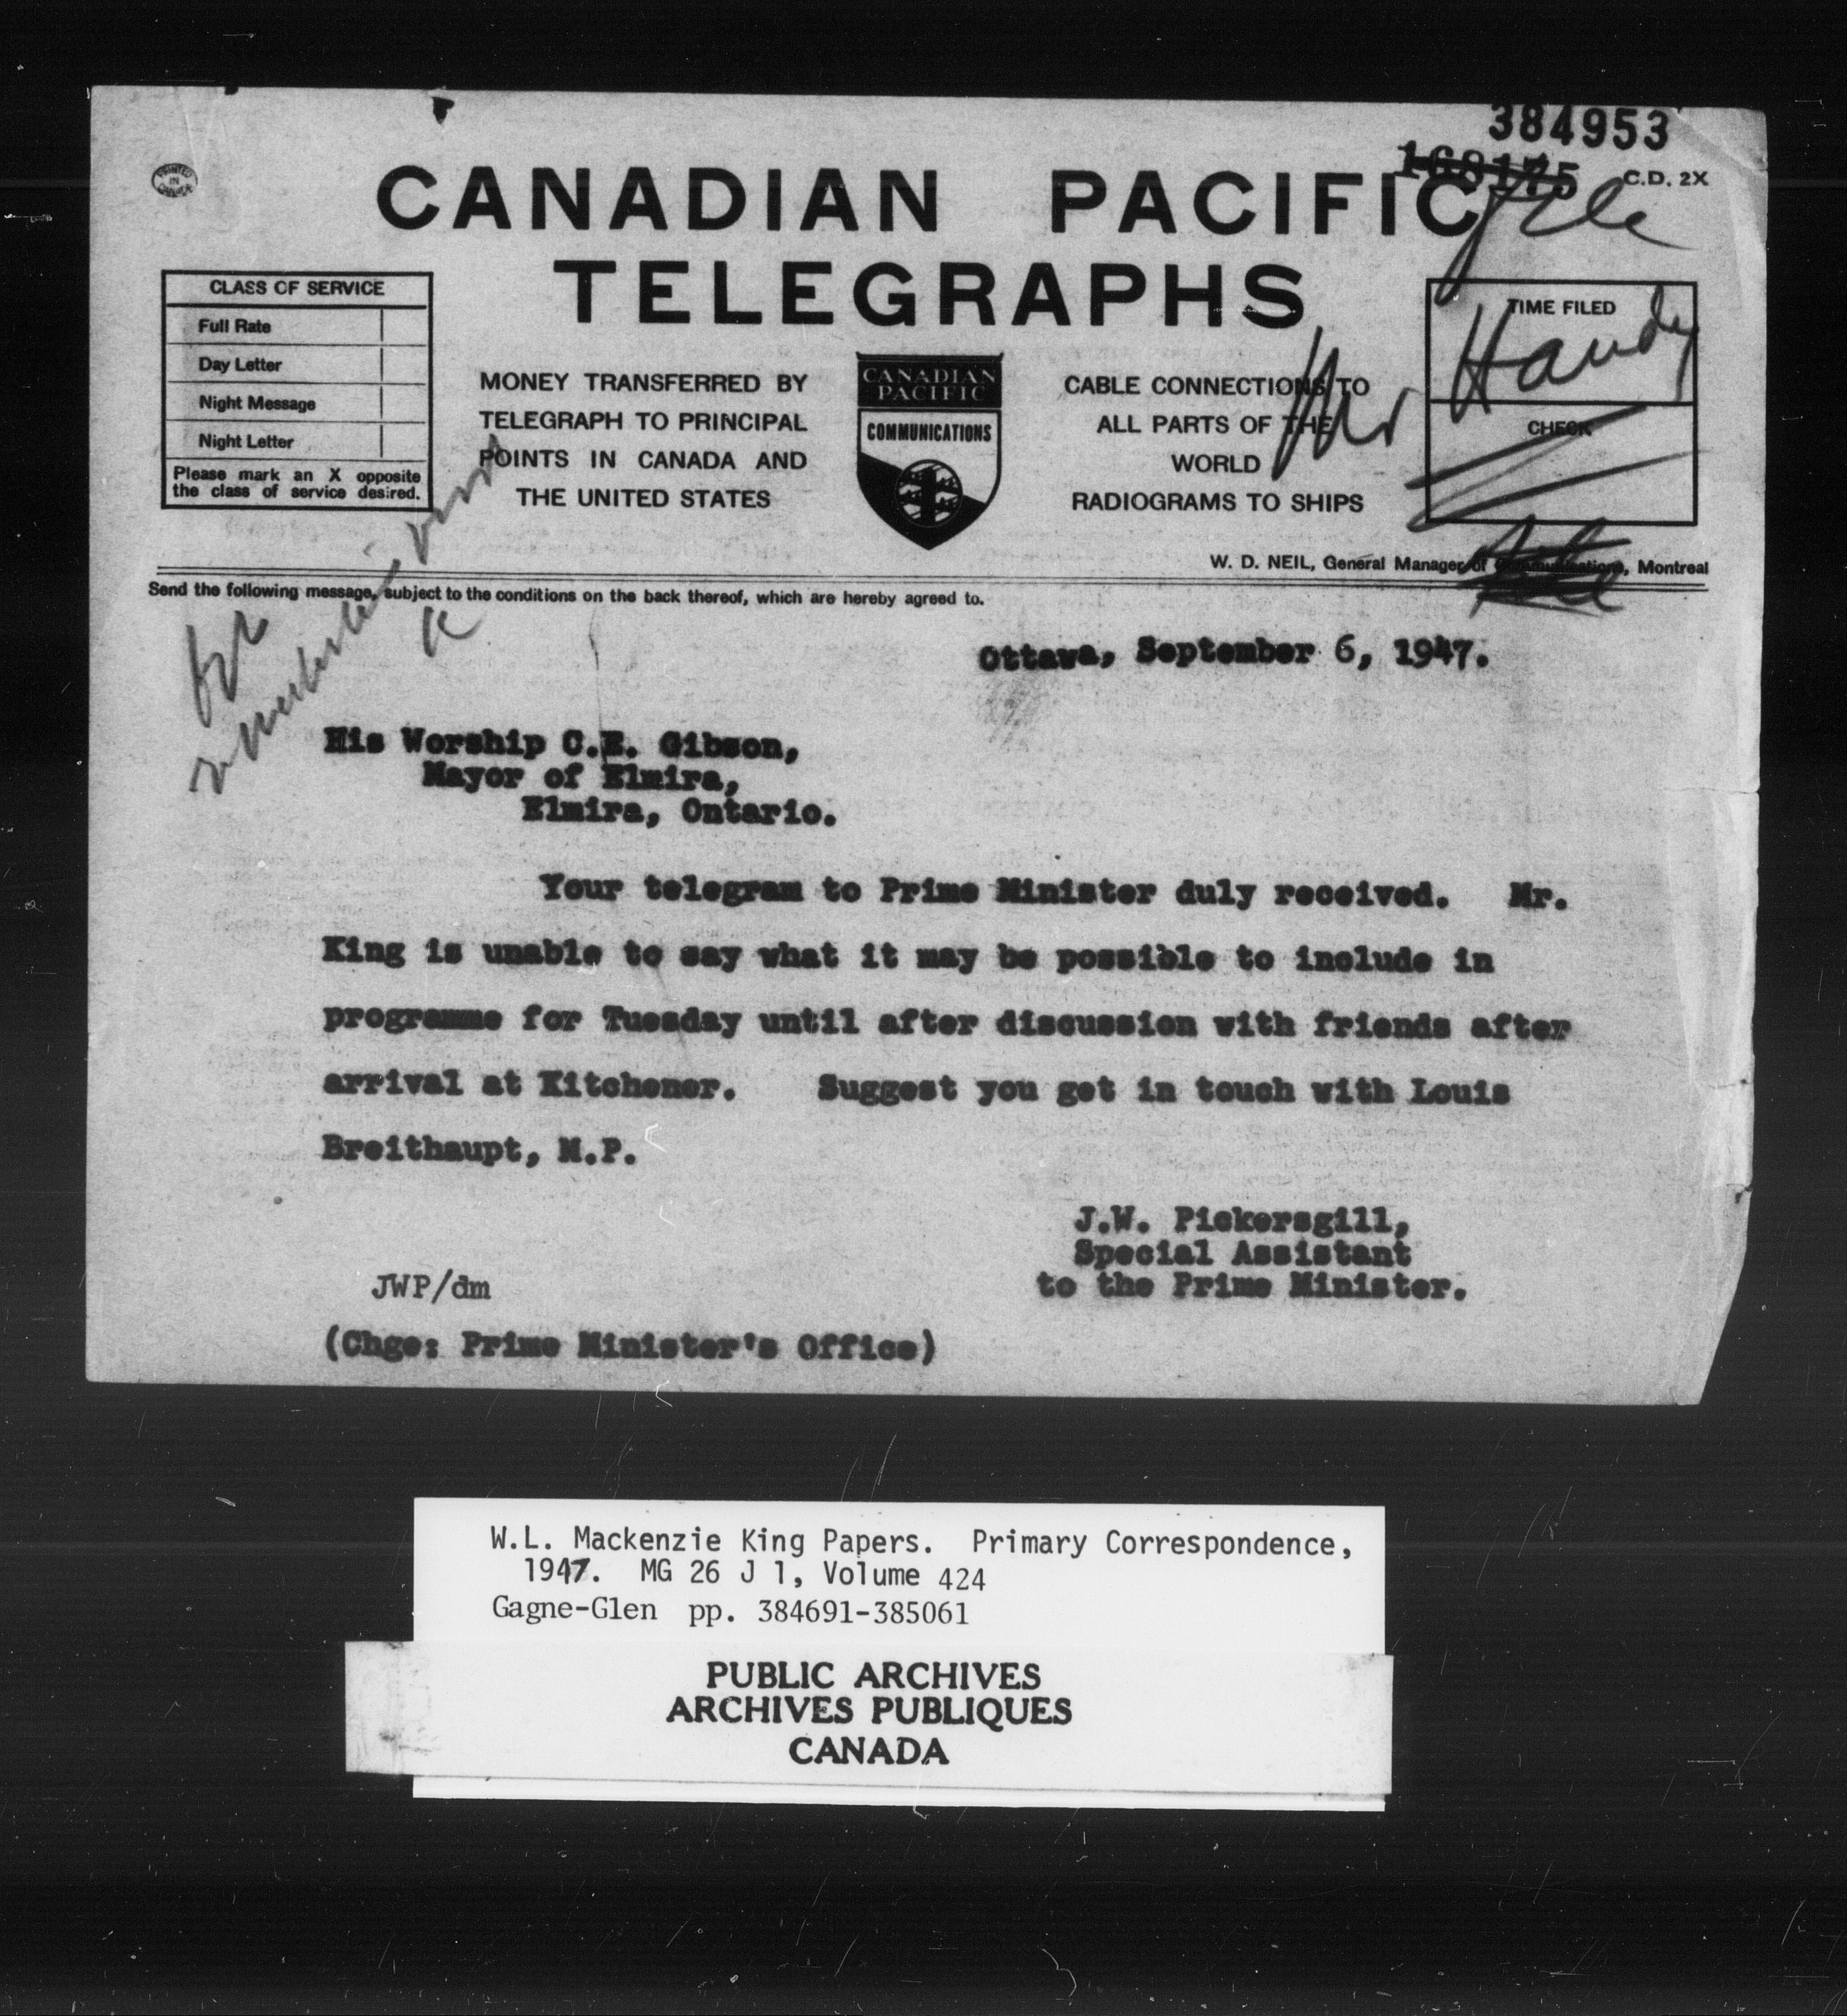 384953
168175
C.D. 2X
PRINTED IN CANADA
CANADIAN PACIFIC
TELEGRAPHS
file
Mr Handy
CLASS OF SERVICE
Full Rate
Day Letter
Night Message
Night Letter
Please mark an X opposite
the class of service desired.
MONEY TRANSFERRED BY
TELEGRAPH TO PRINCIPAL
POINTS IN CANADA AND
THE UNITED STATES
CANADIAN
PACIFIC
COMMUNICATIONS
CABLE CONNECTIONS TO
ALL PARTS OF THE
WORLD
RADIOGRAMS TO SHIPS
TIME FILED
CHECK
W. D. NEIL, General Manager of Communications, Montreal
Send the following message, subject to the conditions on the back thereof, which are hereby agreed to.
K
Ottawa, September 6, 1947.
His Worship C.E. Gibson,
Mayor of Elmira,
Elmira, Ontario.
Your telegram to Prime Minister duly received. Mr.
King is unable to say what it may be possible to include in
programme for Tuesday until after discussion with friends after
arrival at Kitchener. Suggest you get in touch with Louis
Breithaupt, M.P.
J.W. Pickersgill,
Special Assistant
to the Prime Minister.
JWP/dm
(Chge: Prime Minister's Office)
W.L. Mackenzie King Papers. Primary Correspondence,
1947. MG 26 J 1, Volume 424
Gagne-Glen pp. 384691-385061
PUBLIC ARCHIVES
ARCHIVES PUBLIQUES
CANADA